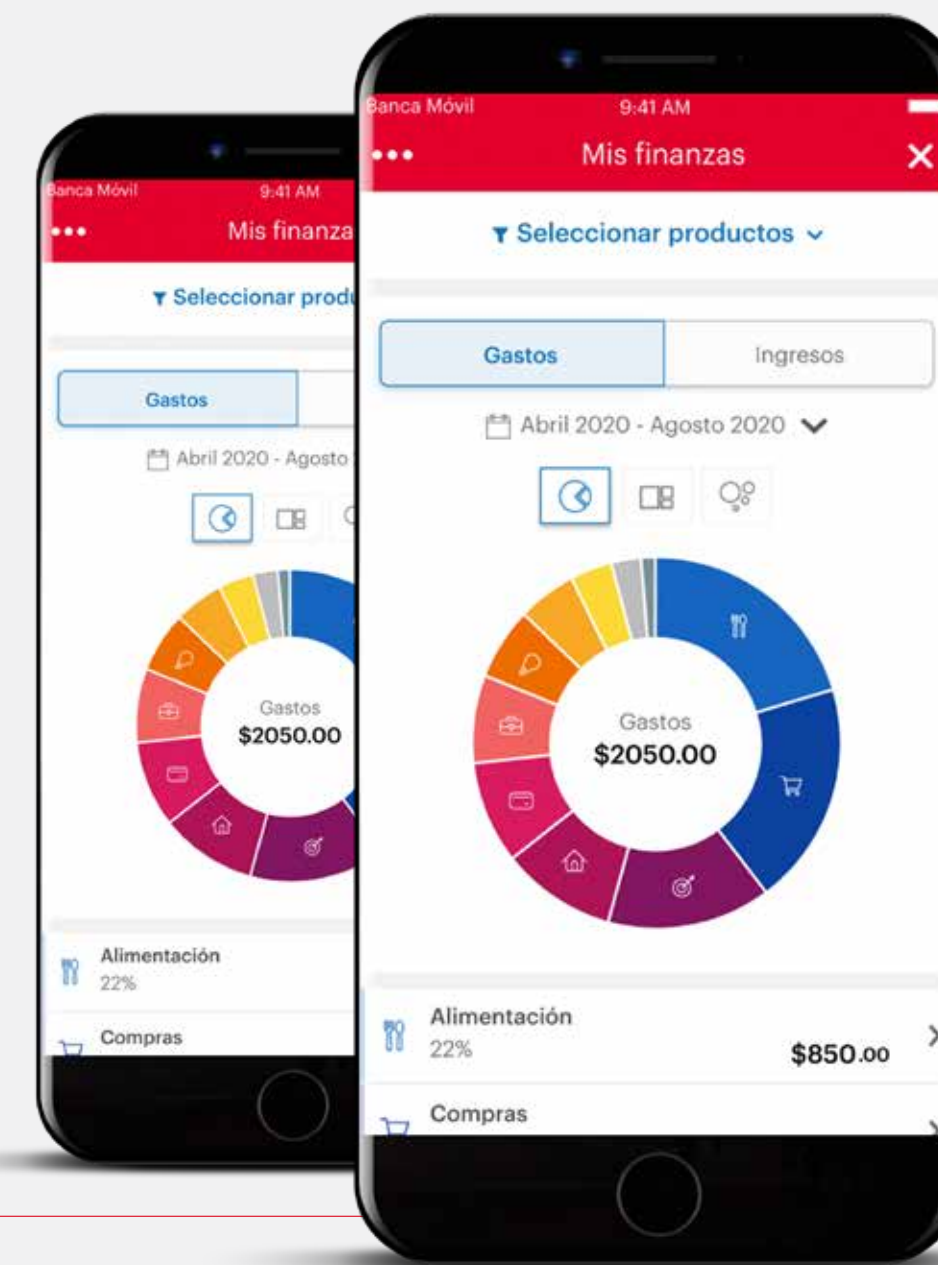 Banca Móvil 9:41 AM
Mis finanza
Seleccionar produ
Gastos
Abril 2020 - Agosto
Gastos
$2050.00
Alimentación
22%
Compras
Banca Móvil 9:41 AM
Mis finanzas
Seleccionar productos
Gastos Ingresos
Abril 2020 - Agosto 2020
Gastos
$2050.00
Alimentación
22% $850.00
Compras